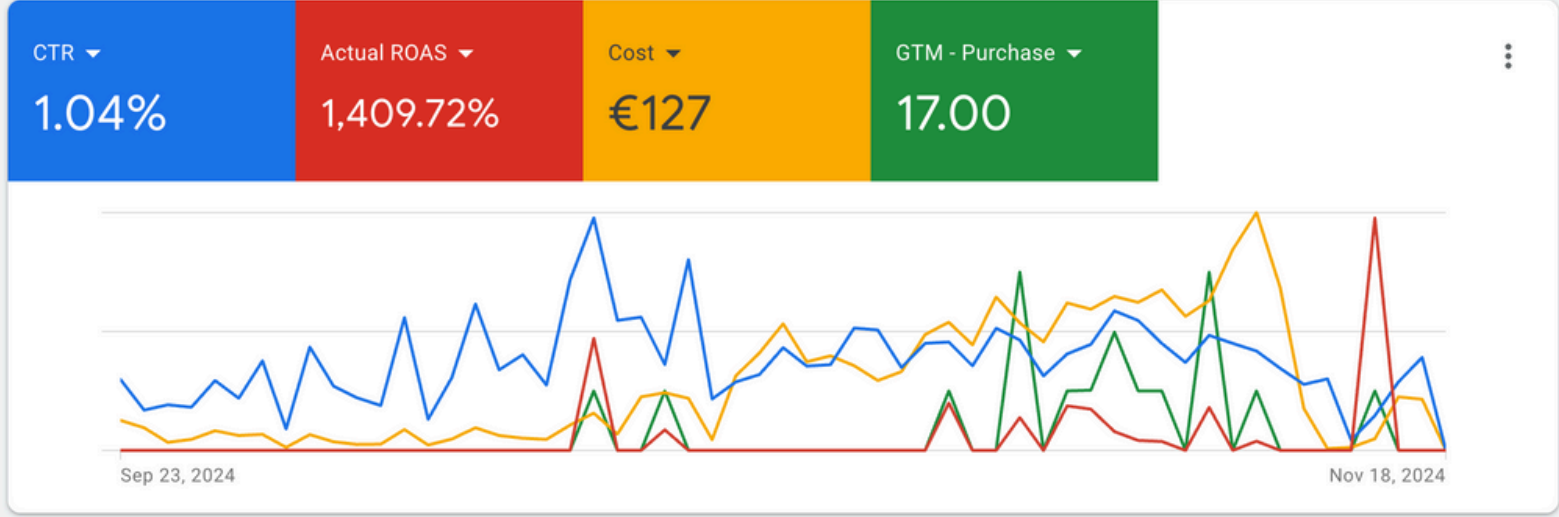 CTR
Actual ROAS
Cost
GTM - Purchase
1.04%
1,409.72%
€127
17.00
Sep 23, 2024
Nov 18, 2024